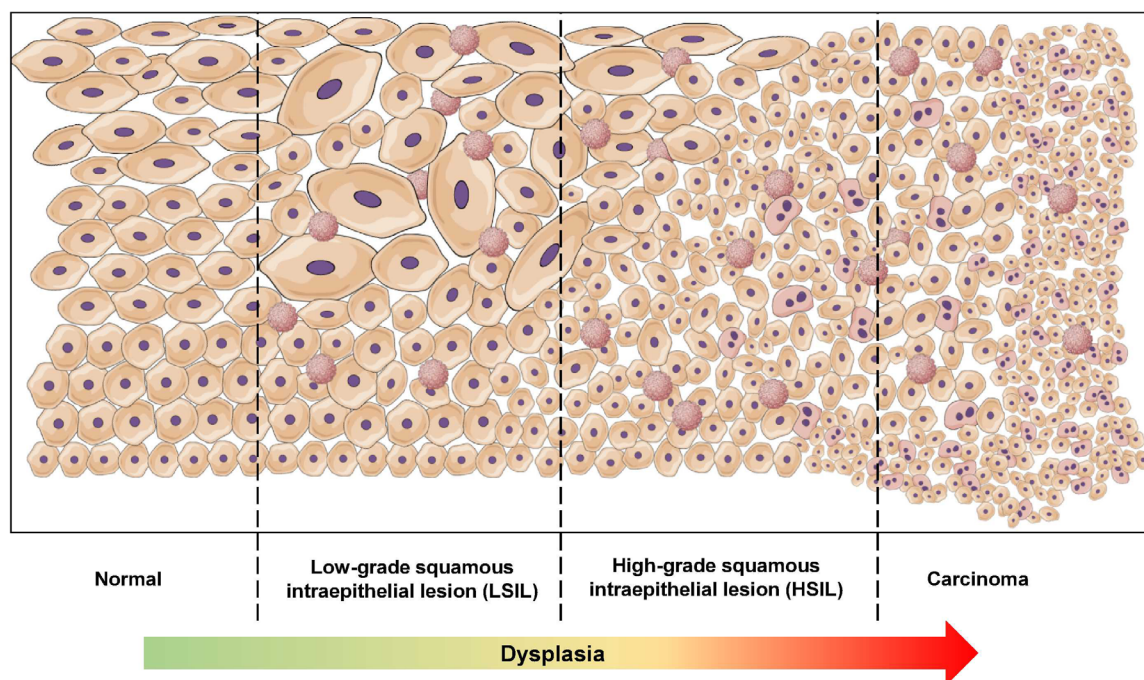 Normal
Low-grade squamous
intraepithelial lesion (LSIL)
High-grade squamous
intraepithelial lesion (HSIL)
Carcinoma
Dysplasia